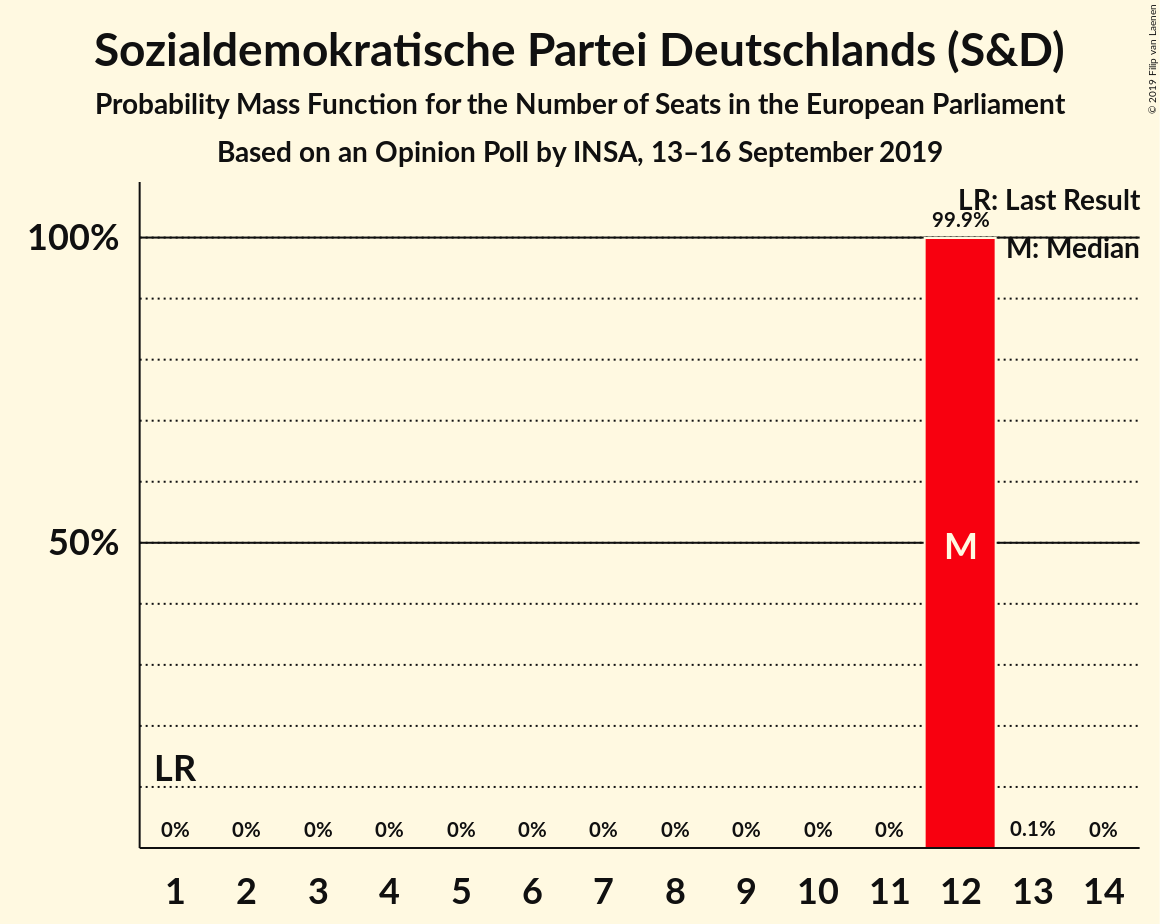 Sozialdemokratische Partei Deutschlands (S&D)
Probability Mass Function for the Number of Seats in the European Parliament
Based on an Opinion Poll by INSA, 13–16 September 2019
© 2019 Filip van Laenen
LR: Last Result
99.9%
100%
M: Median
50%
M
LR
0% 0% 0% 0% 0% 0% 0% 0% 0% 0% 0% 0.1% 0%
1 2 3 4 5 6 7 8 9 10 11 12 13 14